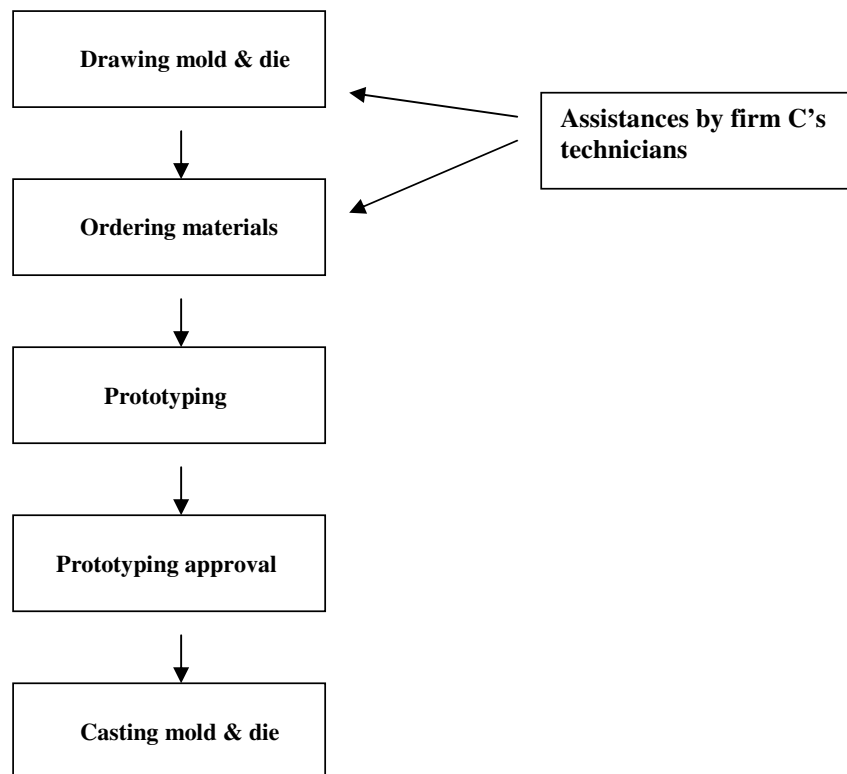 Drawing mold & die
Assistances by firm C’s
technicians
Ordering materials
Prototyping
Prototyping approval
Casting mold & die